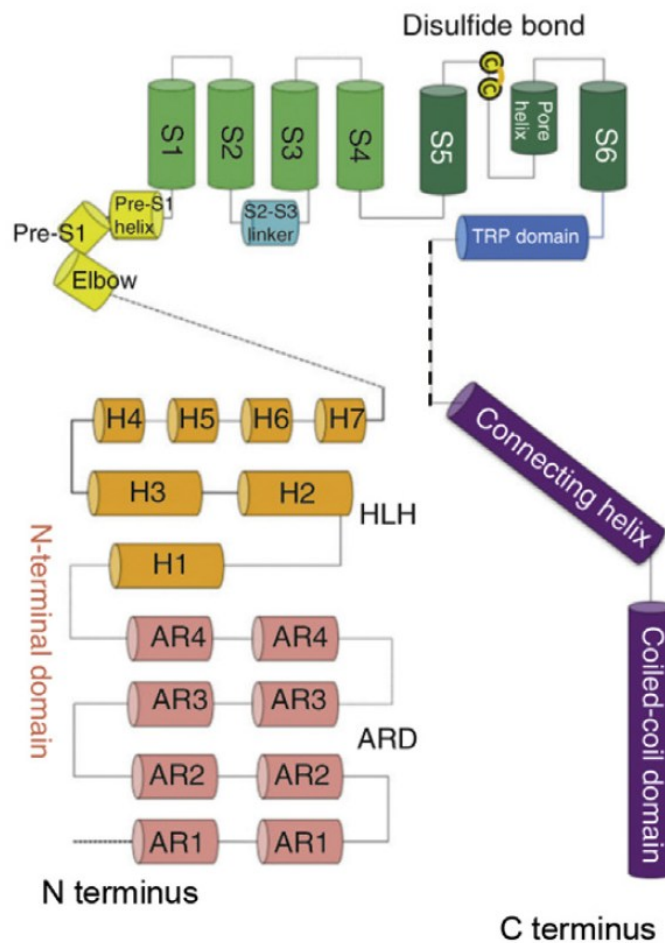 Disulfide bond
C
C
S1
S2
S3
S4
S5
Pore
helix
S6
Pre-S1
Pre-S1
helix
S2-S3
linker
TRP domain
Elbow
H4
H5
H6
H7
H3
H2
HLH
H1
Connecting helix
N-terminal domain
AR4
AR4
AR3
AR3
ARD
AR2
AR2
AR1
AR1
Coiled-coil domain
N terminus
C terminus